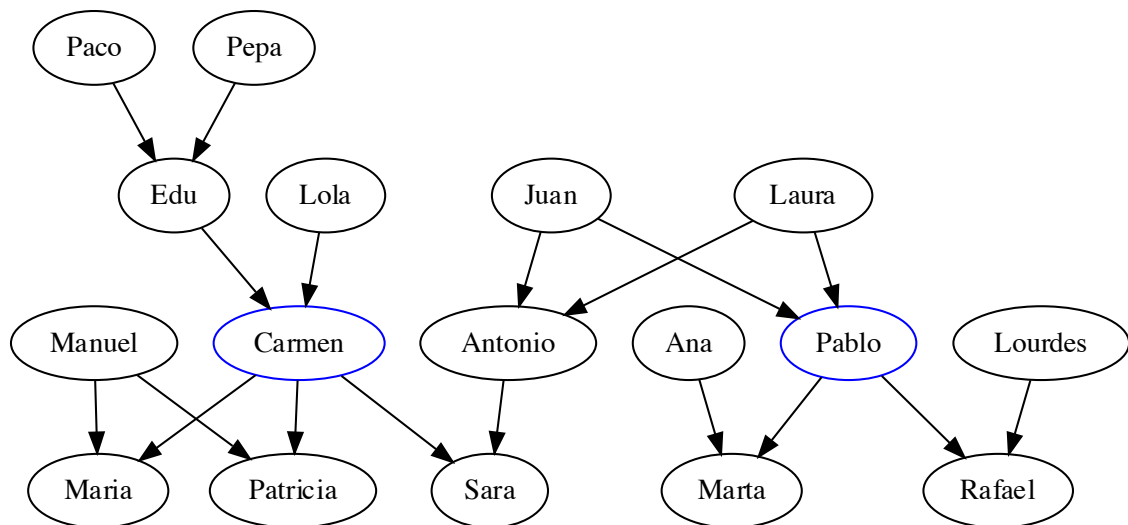 Paco
Pepa
Edu
Lola
Juan
Laura
Manuel
Carmen
Antonio
Ana
Pablo
Lourdes
Maria
Patricia
Sara
Marta
Rafael